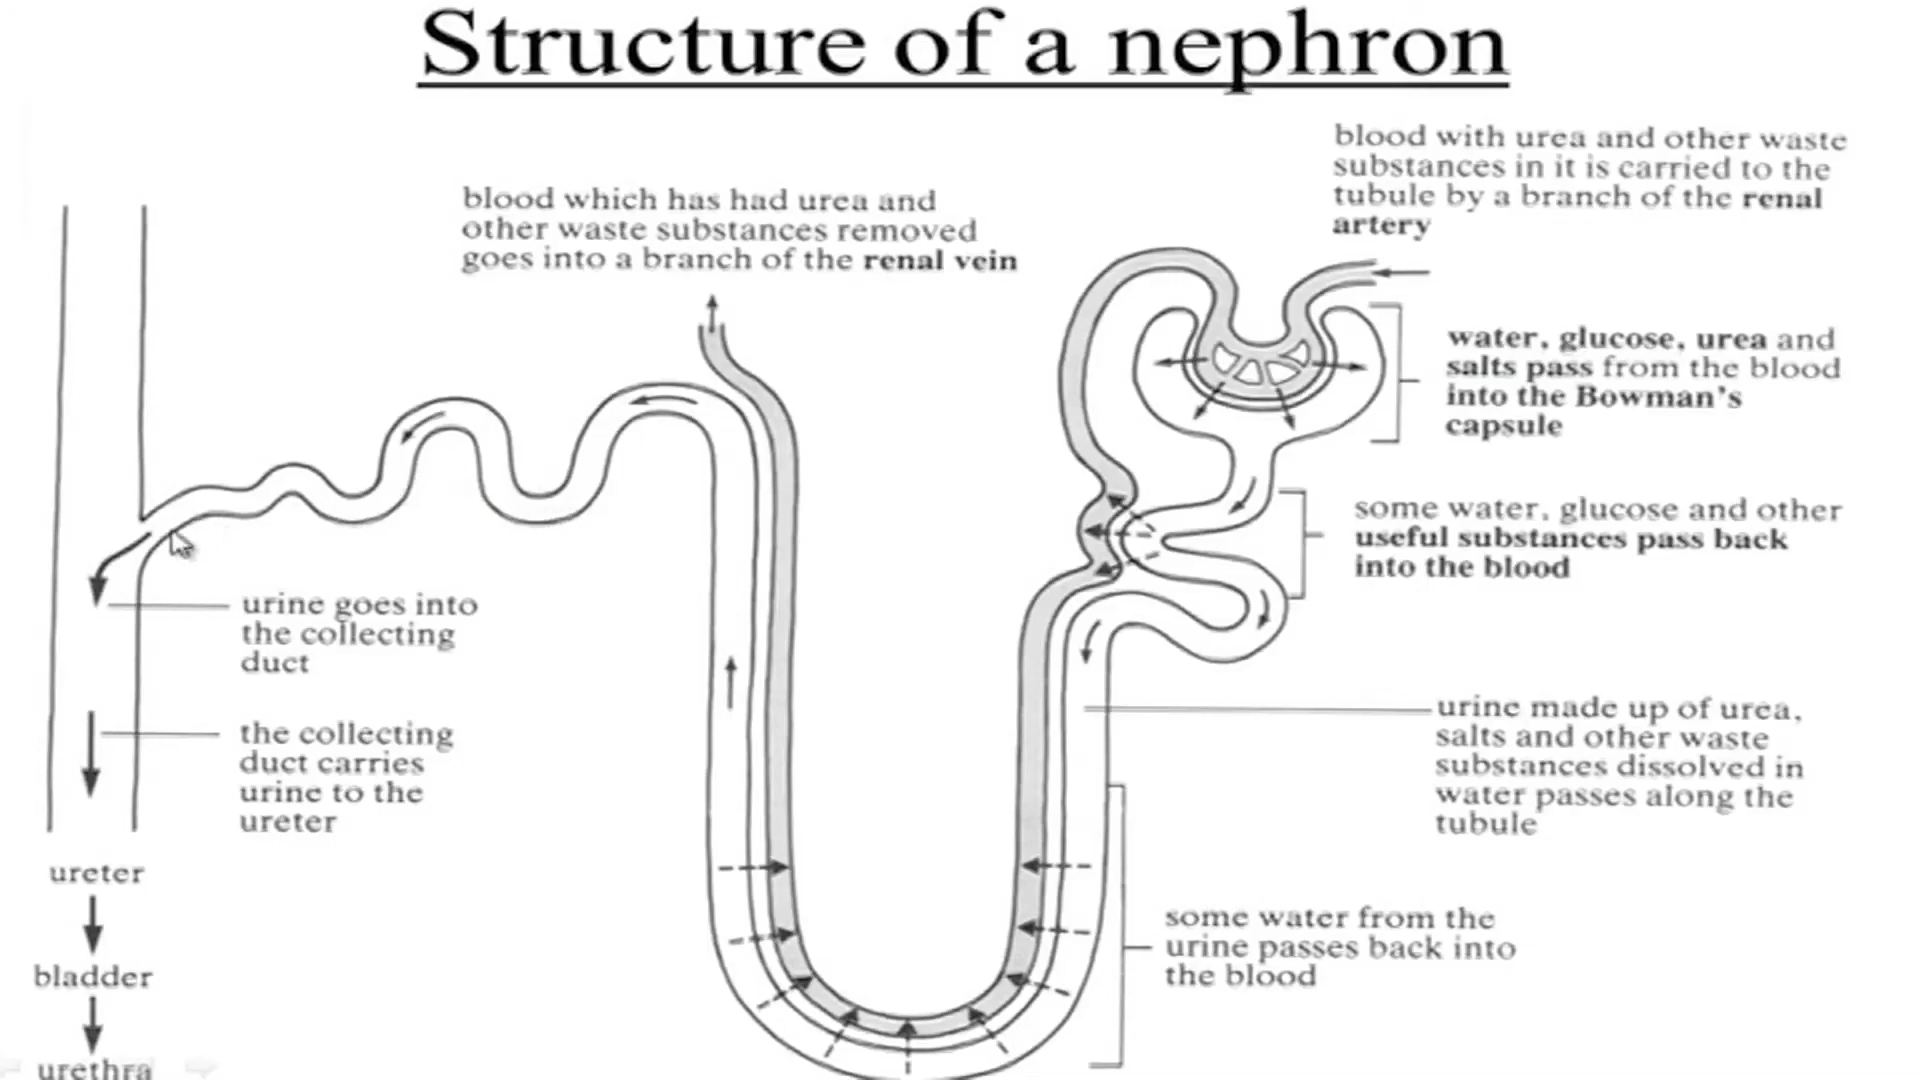 Structure of a nephron
blood with urea and other waste
substances in it is carried to the
tubule by a branch of the renal
artery
blood which has had urea and
other waste substances removed
goes into a branch of the renal vein
water, glucose, urea and
salts pass from the blood
into the Bowman's
capsule
some water, glucose and other
useful substances pass back
into the blood
urine goes into
the collecting
duct
urine made up of urea,
salts and other waste
substances dissolved in
water passes along the
tubule
the collecting
duct carries
urine to the
ureter
some water from the
urine passes back into
the blood
ureter
bladder
urethra